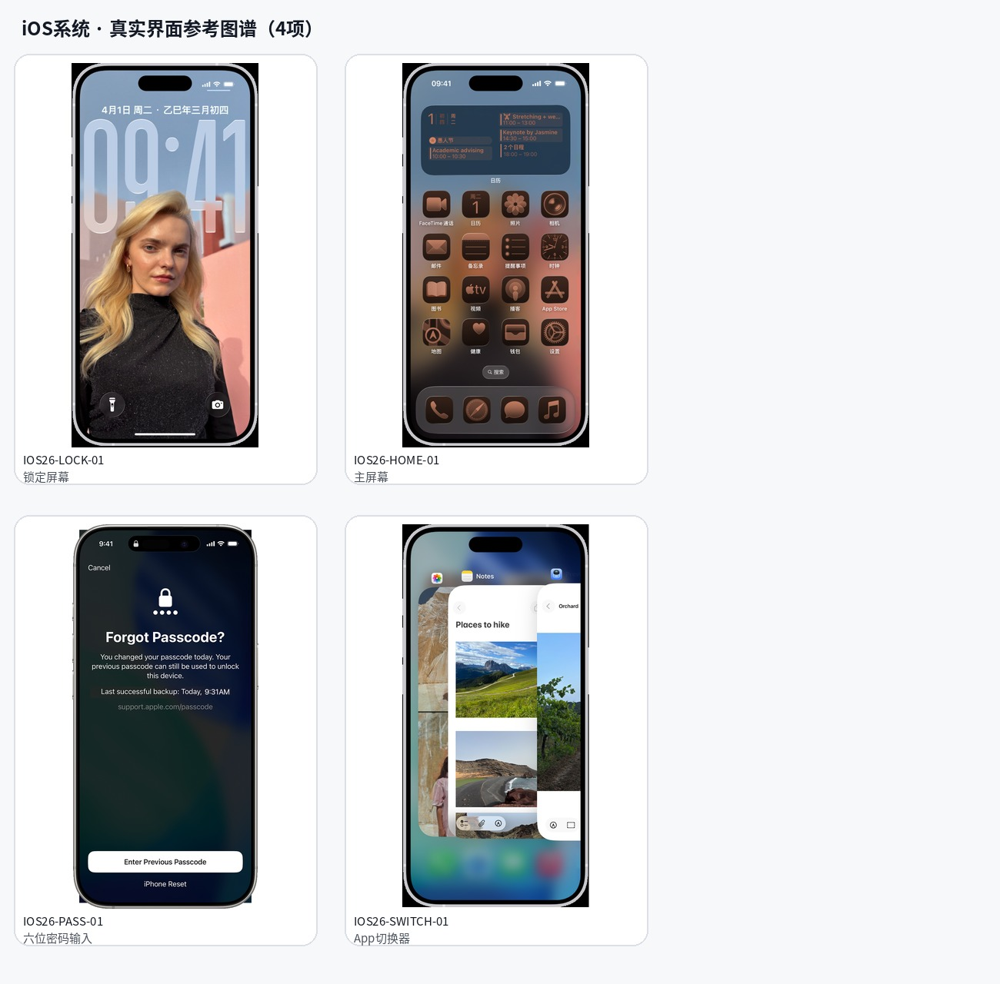 iOS系统 · 真实界面参考图谱（4项）
4月1日 周二 · 乙巳年三月初四
09:41
IOS26-LOCK-01
锁定屏幕
09:41
1
初四
周二
愚人节
Academic advising
10:00 – 10:30
Stretching + we...
11:00 – 13:00
Keynote by Jasmine
14:30 – 15:00
2 个日程
18:00 – 19:00
日历
周二
1
FaceTime 通话
日历
照片
相机
邮件
备忘录
提醒事项
时钟
tv
图书
视频
播客
App Store
地图
健康
钱包
设置
搜索
IOS26-HOME-01
主屏幕
9:41
Cancel
Forgot Passcode?
You changed your passcode today. Your
previous passcode can still be used to unlock
this device.
Last successful backup: Today, 9:31AM
support.apple.com/passcode
Enter Previous Passcode
iPhone Reset
IOS26-PASS-01
六位密码输入
Notes
Places to hike
Orchard
IOS26-SWITCH-01
App切换器